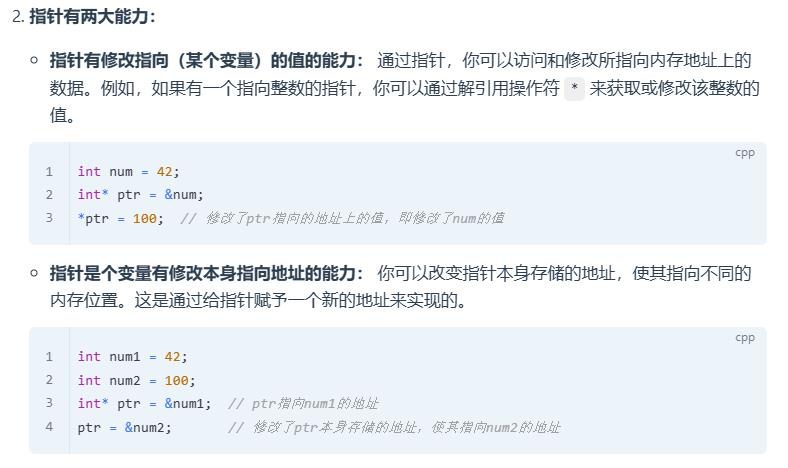 2. 指针有两大能力：
指针有修改指向（某个变量）的值的能力： 通过指针，你可以访问和修改所指向内存地址上的
数据。例如，如果有一个指向整数的指针，你可以通过解引用操作符 * 来获取或修改该整数的
值。
cpp
1 int num = 42;
2 int* ptr = &num;
3 *ptr = 100;  // 修改了ptr指向的地址上的值，即修改了num的值
指针是个变量有修改本身指向地址的能力： 你可以改变指针本身存储的地址，使其指向不同的
内存位置。这是通过给指针赋予一个新的地址来实现的。
cpp
1 int num1 = 42;
2 int num2 = 100;
3 int* ptr = &num1;  // ptr指向num1的地址
4 ptr = &num2;       // 修改了ptr本身存储的地址，使其指向num2的地址